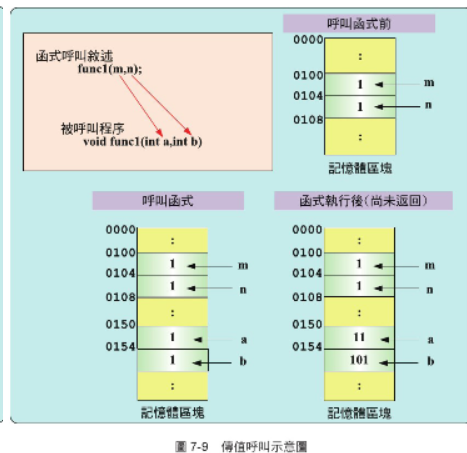 函式呼叫敘述
func1(m,n);
被呼叫程序
void func1(int a,int b)
呼叫函式前
0000
:
0100
1
m
0104
1
n
0108
:
記憶體區塊
呼叫函式
0000
:
0100
1
m
0104
1
n
0108
:
0150
1
a
0154
1
b
:
記憶體區塊
函式執行後(尚未返回)
0000
:
0100
1
m
0104
1
n
0108
:
0150
11
a
0154
101
b
:
記憶體區塊
圖 7-9 傳值呼叫示意圖